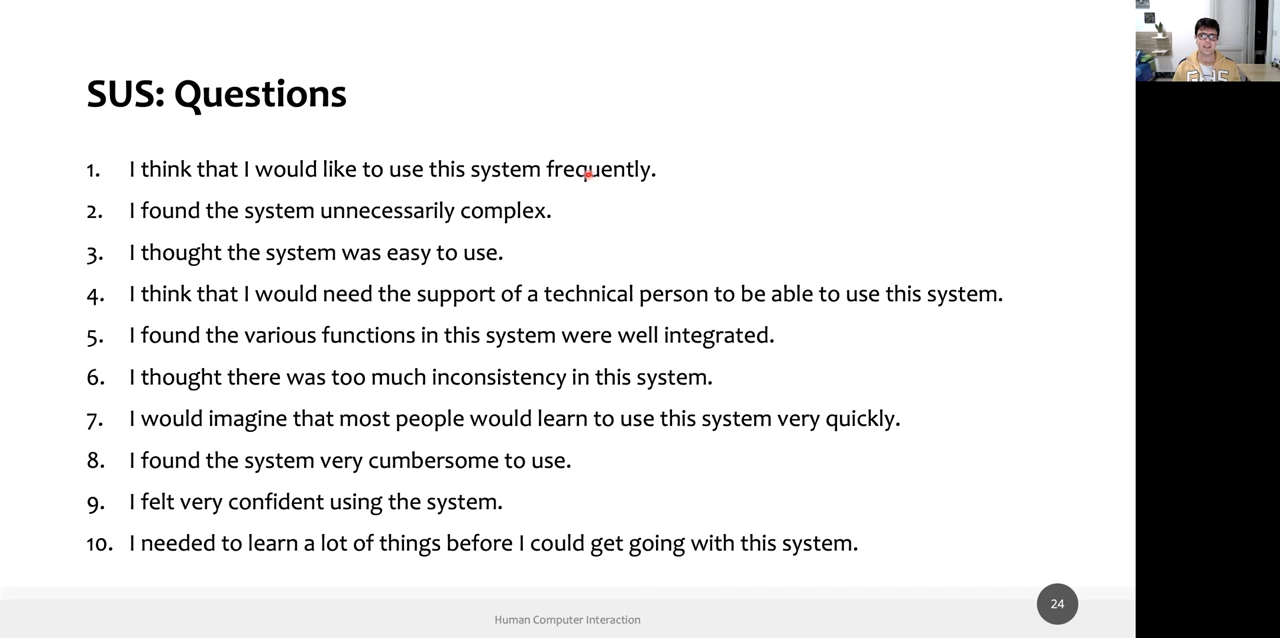 SUS: Questions
1. I think that I would like to use this system frequently.
2. I found the system unnecessarily complex.
3. I thought the system was easy to use.
4. I think that I would need the support of a technical person to be able to use this system.
5. I found the various functions in this system were well integrated.
6. I thought there was too much inconsistency in this system.
7. I would imagine that most people would learn to use this system very quickly.
8. I found the system very cumbersome to use.
9. I felt very confident using the system.
10. I needed to learn a lot of things before I could get going with this system.
Human Computer Interaction
24